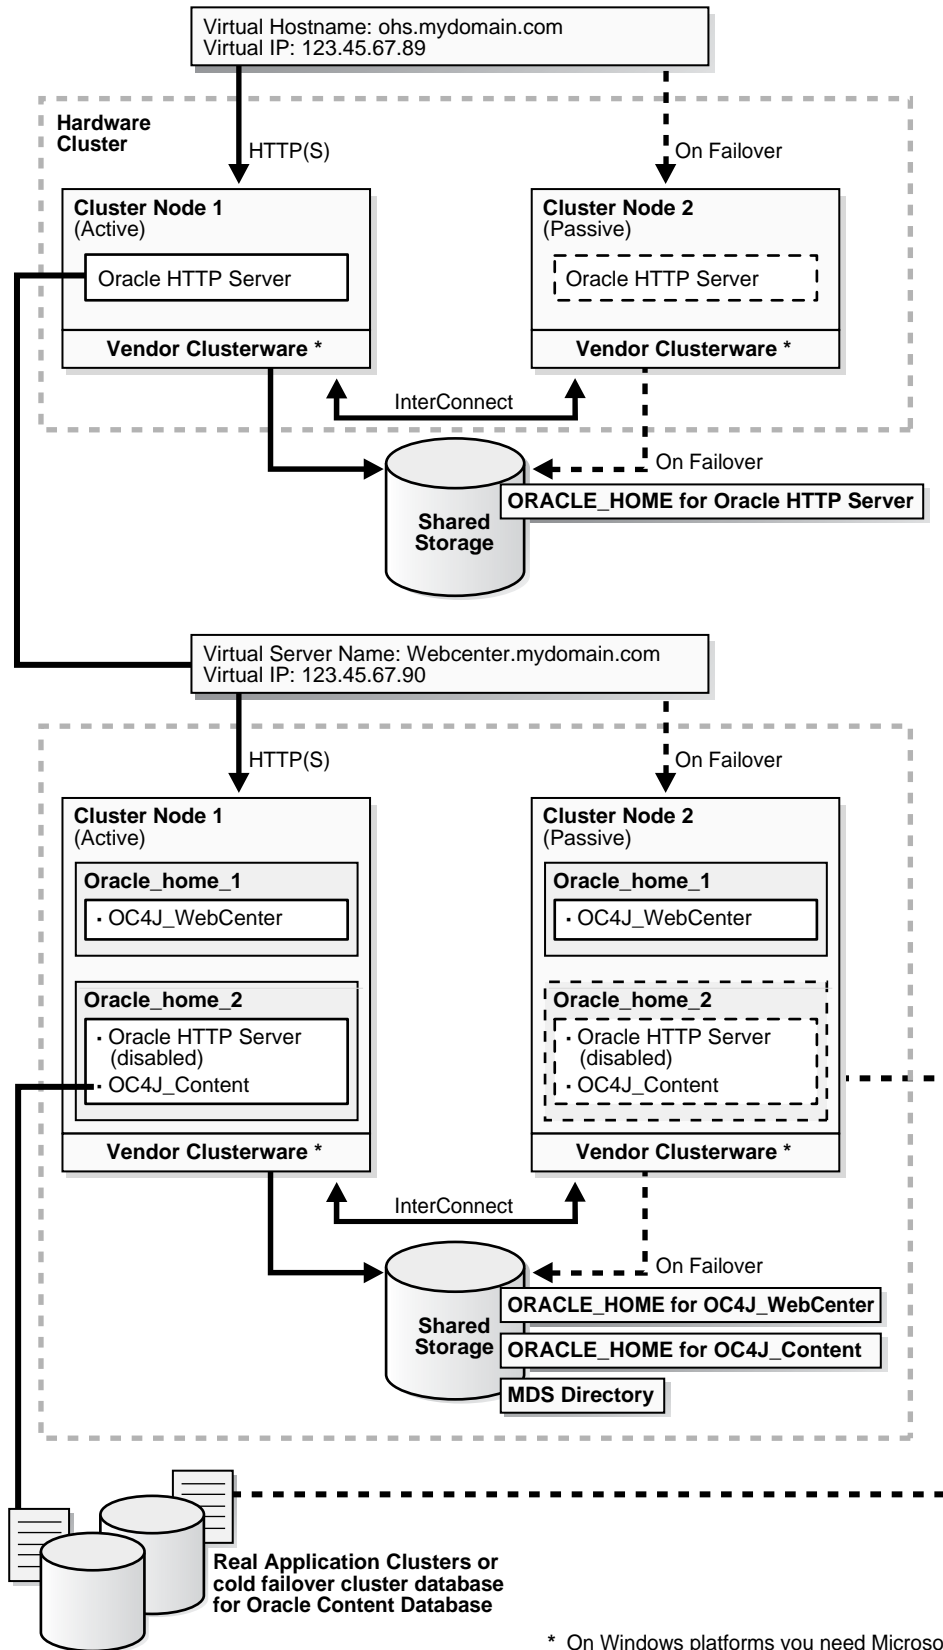 Virtual Hostname: ohs.mydomain.com
Virtual IP: 123.45.67.89
Hardware
Cluster
HTTP(S)
On Failover
Cluster Node 1
(Active)
Oracle HTTP Server
Vendor Clusterware *
Cluster Node 2
(Passive)
Oracle HTTP Server
Vendor Clusterware *
InterConnect
On Failover
Shared
Storage
ORACLE_HOME for Oracle HTTP Server
Virtual Server Name: Webcenter.mydomain.com
Virtual IP: 123.45.67.90
HTTP(S)
On Failover
Cluster Node 1
(Active)
Oracle_home_1
· OC4J_WebCenter
Oracle_home_2
· Oracle HTTP Server
(disabled)
· OC4J_Content
Vendor Clusterware *
Cluster Node 2
(Passive)
Oracle_home_1
· OC4J_WebCenter
Oracle_home_2
· Oracle HTTP Server
(disabled)
· OC4J_Content
Vendor Clusterware *
InterConnect
On Failover
Shared
Storage
ORACLE_HOME for OC4J_WebCenter
ORACLE_HOME for OC4J_Content
MDS Directory
Real Application Clusters or
cold failover cluster database
for Oracle Content Database
* On Windows platforms you need Microso